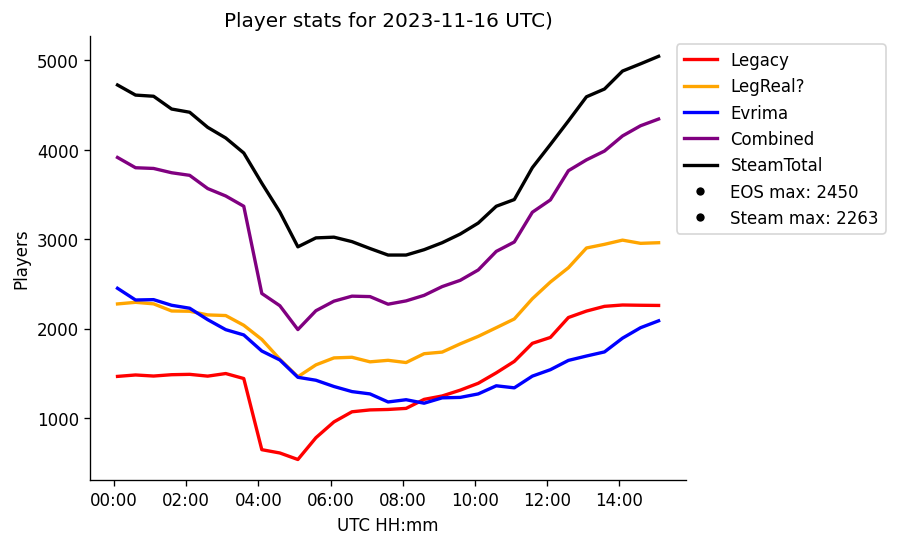 Player stats for 2023-11-16 UTC)
Legacy
LegReal?
Evrima
Combined
SteamTotal
EOS max: 2450
Steam max: 2263
Players
5000
4000
3000
2000
1000
00:00 02:00 04:00 06:00 08:00 10:00 12:00 14:00
UTC HH:mm